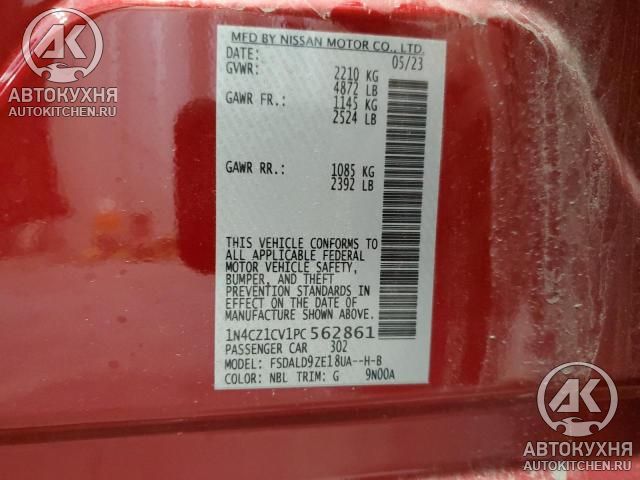 АК
АВТОКУХНЯ
AUTOKITCHEN.RU
MFD BY NISSAN MOTOR CO., LTD.
DATE: 05/23
GVWR: 2210 KG
4872 LB
GAWR FR.: 1145 KG
2524 LB
GAWR RR.: 1085 KG
2392 LB
THIS VEHICLE CONFORMS TO
ALL APPLICABLE FEDERAL
MOTOR VEHICLE SAFETY,
BUMPER, AND THEFT
PREVENTION STANDARDS IN
EFFECT ON THE DATE OF
MANUFACTURE SHOWN ABOVE.
1N4CZ1CV1PC562861
PASSENGER CAR 302
MODEL: FSDALD9ZE18UA--H-B
COLOR: NBL TRIM: G 9N00A
АК
АВТОКУХНЯ
AUTOKITCHEN.RU